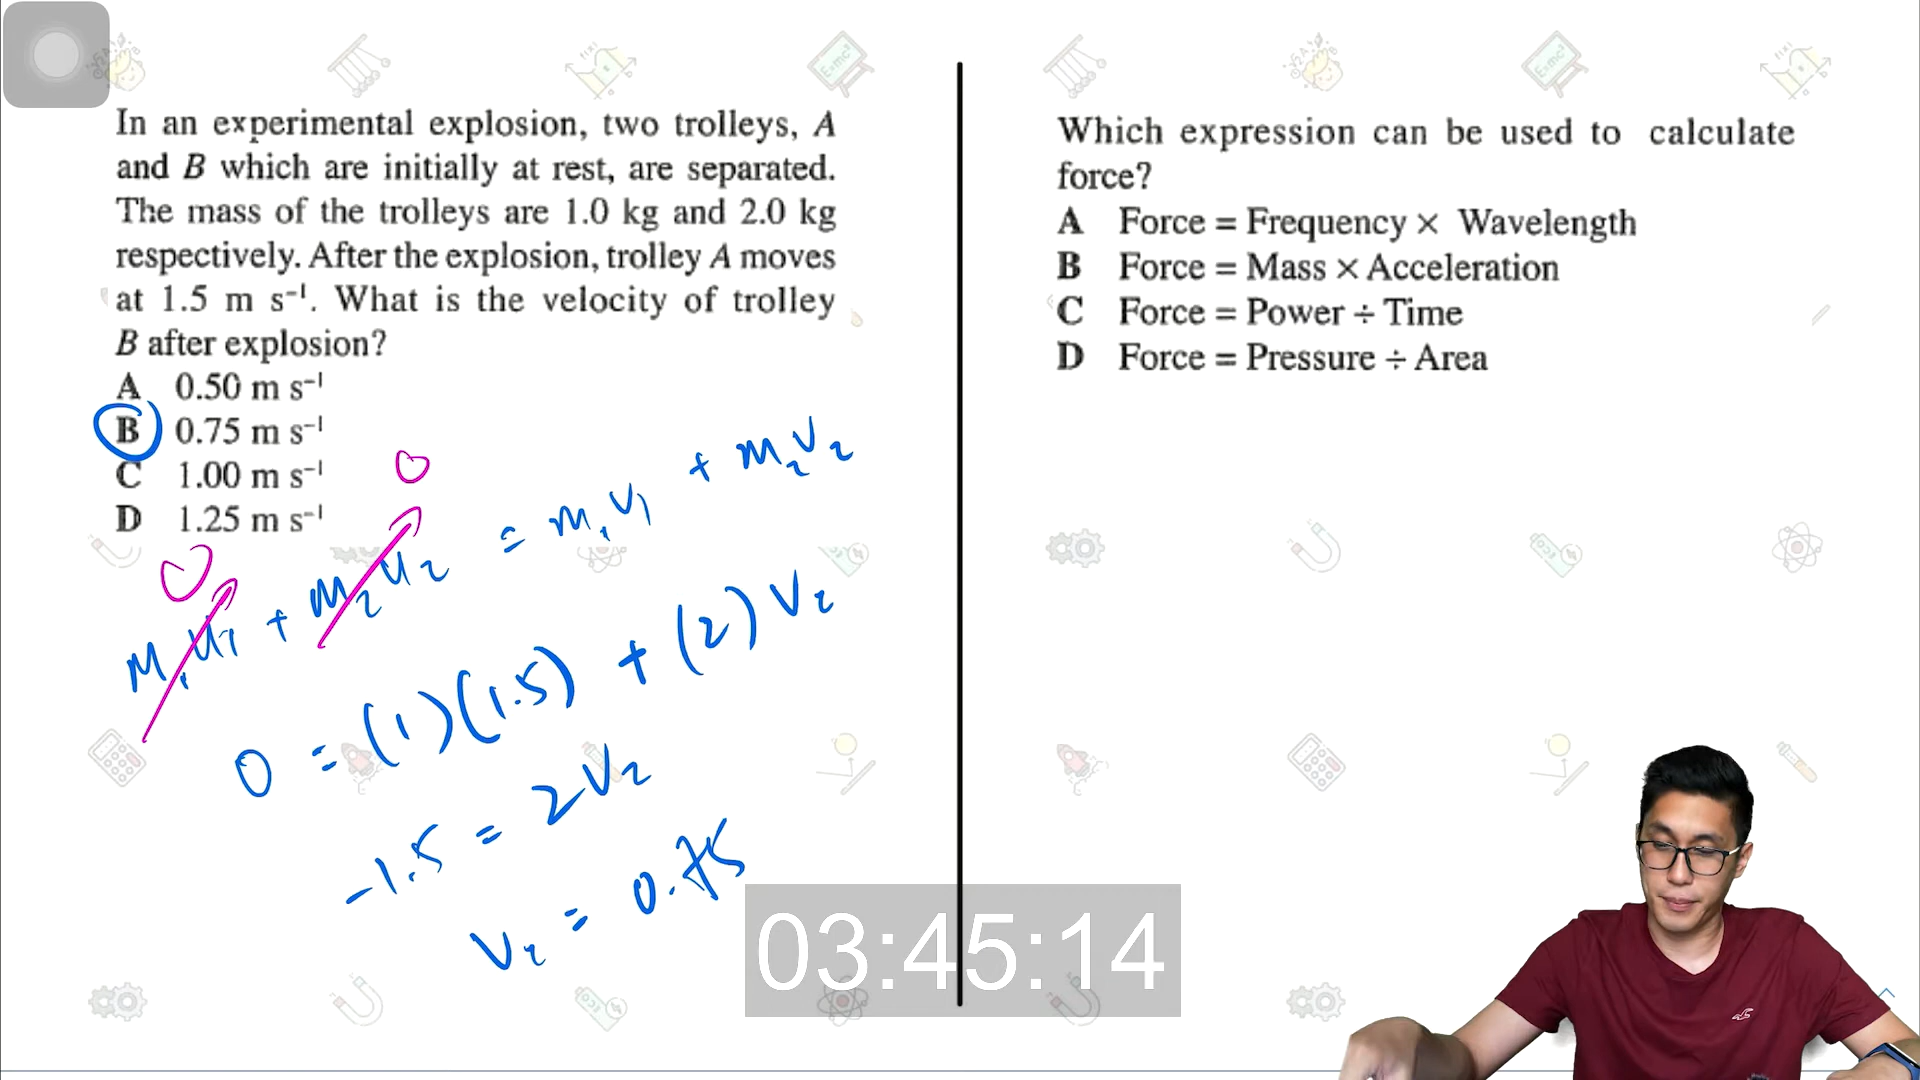 In an experimental explosion, two trolleys, A
and B which are initially at rest, are separated.
The mass of the trolleys are 1.0 kg and 2.0 kg
respectively. After the explosion, trolley A moves
at 1.5 m s⁻¹. What is the velocity of trolley
B after explosion?
A 0.50 m s⁻¹
B 0.75 m s⁻¹
C 1.00 m s⁻¹
D 1.25 m s⁻¹
0 0
m₁u₁ + m₂u₂ = m₁v₁ + m₂v₂
0 = (1)(1.5) + (2)v₂
-1.5 = 2v₂
v₂ = 0.75
Which expression can be used to calculate
force?
A Force = Frequency × Wavelength
B Force = Mass × Acceleration
C Force = Power ÷ Time
D Force = Pressure ÷ Area
03:45:14